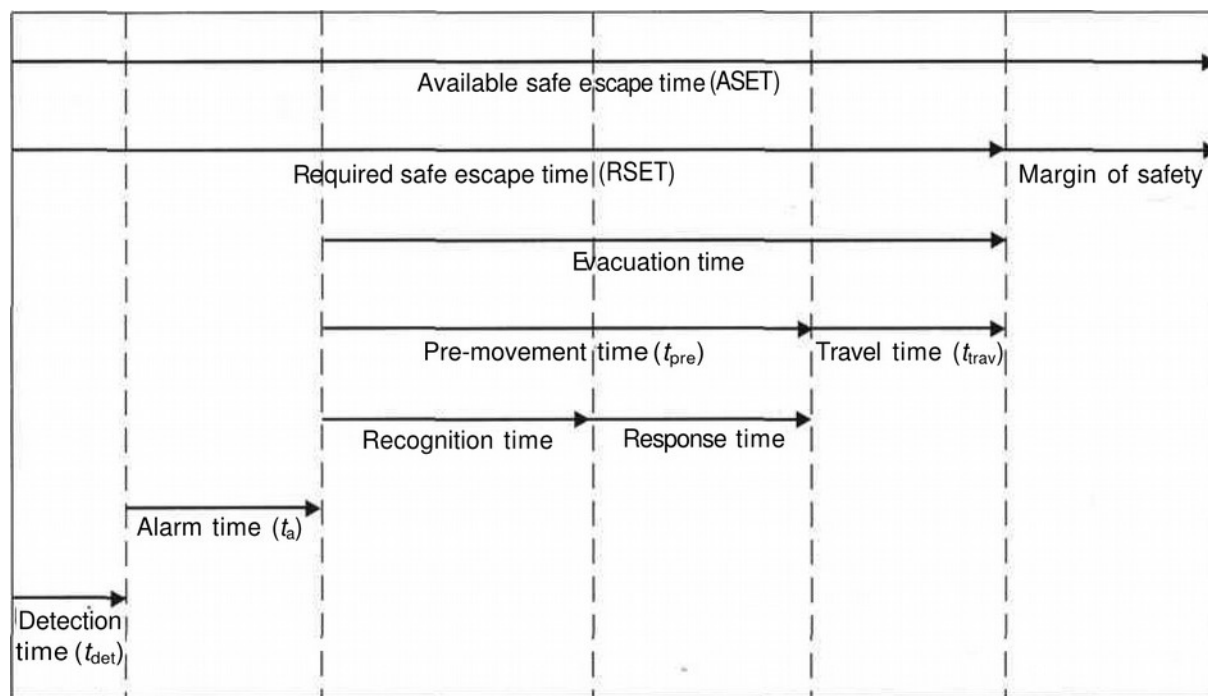 Available safe escape time (ASET)
Required safe escape time (RSET)
Margin of safety
Evacuation time
Pre-movement time (tpre)
Travel time (ttrav)
Recognition time
Response time
Alarm time (ta)
Detection
time (tdet)